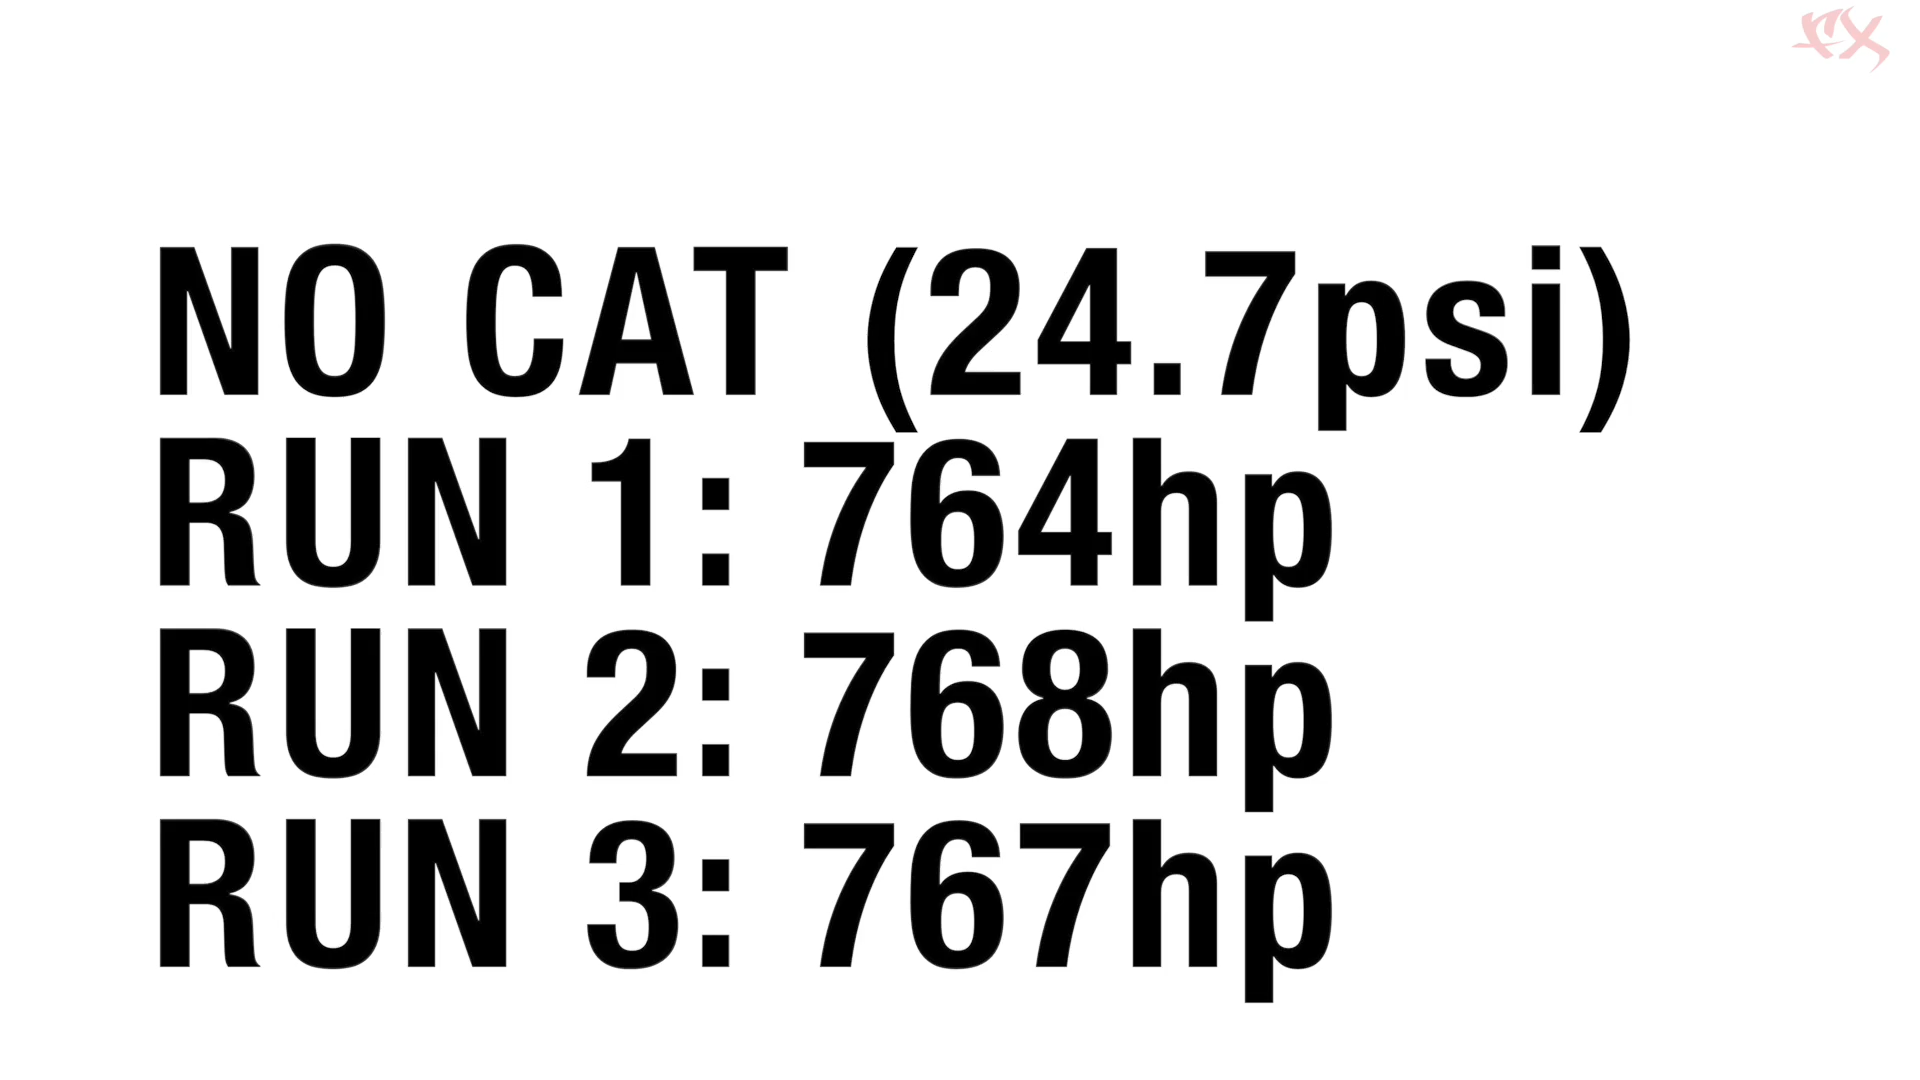 NO CAT (24.7psi)
RUN 1: 764hp
RUN 2: 768hp
RUN 3: 767hp